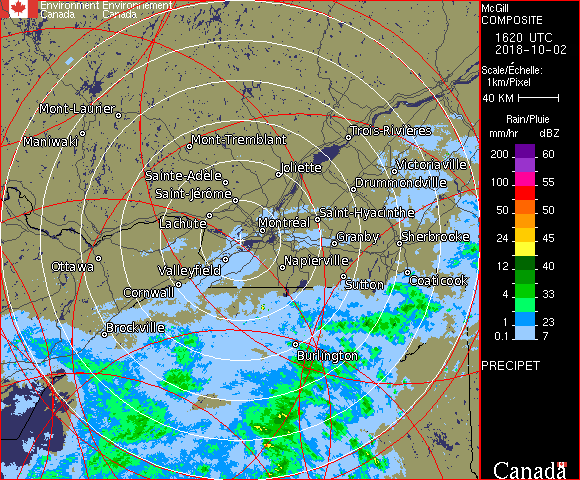 Environment Environnement
Canada Canada
McGill
COMPOSITE
1620 UTC
2018-10-02
Scale/Échelle:
1km/Pixel
40 KM
Rain/Pluie
mm/hr dBZ
200 60
100 55
50 50
24 45
12 40
4 33
1 23
0.1 7
PRECIPET
Canada
Mont-Laurier
Maniwaki
Mont-Tremblant
Trois-Rivières
Joliette
Victoriaville
Sainte-Adèle
Drummondville
Saint-Jérôme
Lachute
Saint-Hyacinthe
Montréal
Granby
Sherbrooke
Ottawa
Valleyfield
Napierville
Cornwall
Sutton
Coaticook
Brockville
Burlington